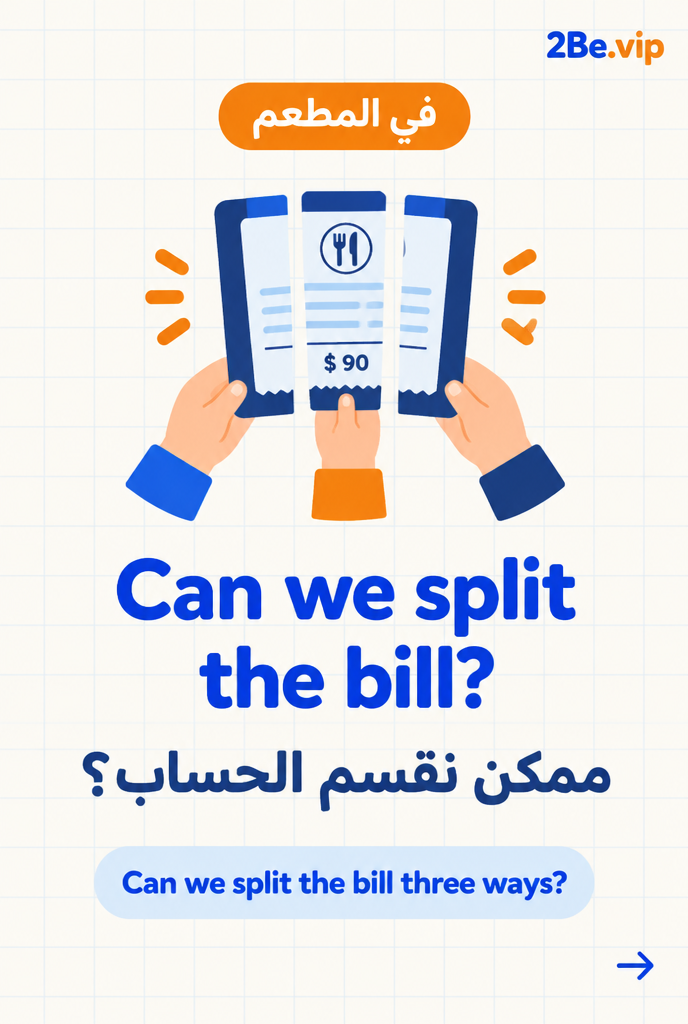 2Be.vip
في المطعم
$ 90
Can we split
the bill?
ممكن نقسم الحساب؟
Can we split the bill three ways?